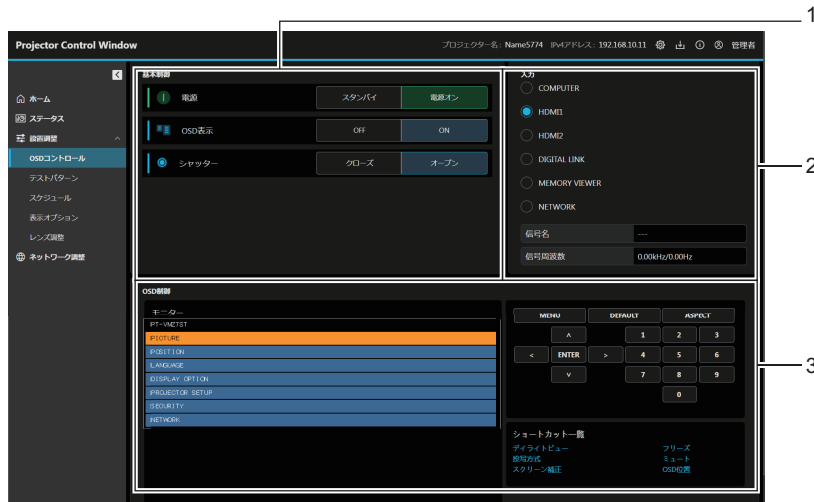 1
Projector Control Window
プロジェクター名: Name5774 IPv4アドレス: 192.168.10.11 管理者
ホーム
ステータス
設置調整
OSDコントロール
テストパターン
スケジュール
表示オプション
レンズ調整
ネットワーク調整
基本制御
電源 スタンバイ 電源オン
OSD表示 OFF ON
シャッター クローズ オープン
入力
COMPUTER
HDMI1
HDMI2
DIGITAL LINK
MEMORY VIEWER
NETWORK
信号名 ---
信号周波数 0.00kHz/0.00Hz
2
OSD制御
モニター
PT-VMZ7ST
PICTURE
POSITION
LANGUAGE
DISPLAY OPTION
PROJECTOR SETUP
SECURITY
NETWORK
MENU DEFAULT ASPECT
∧ 1 2 3
< ENTER > 4 5 6
∨ 7 8 9
0
3
ショートカット一覧
デイライトビュー フリーズ
投写方式 ミュート
スクリーン補正 OSD位置